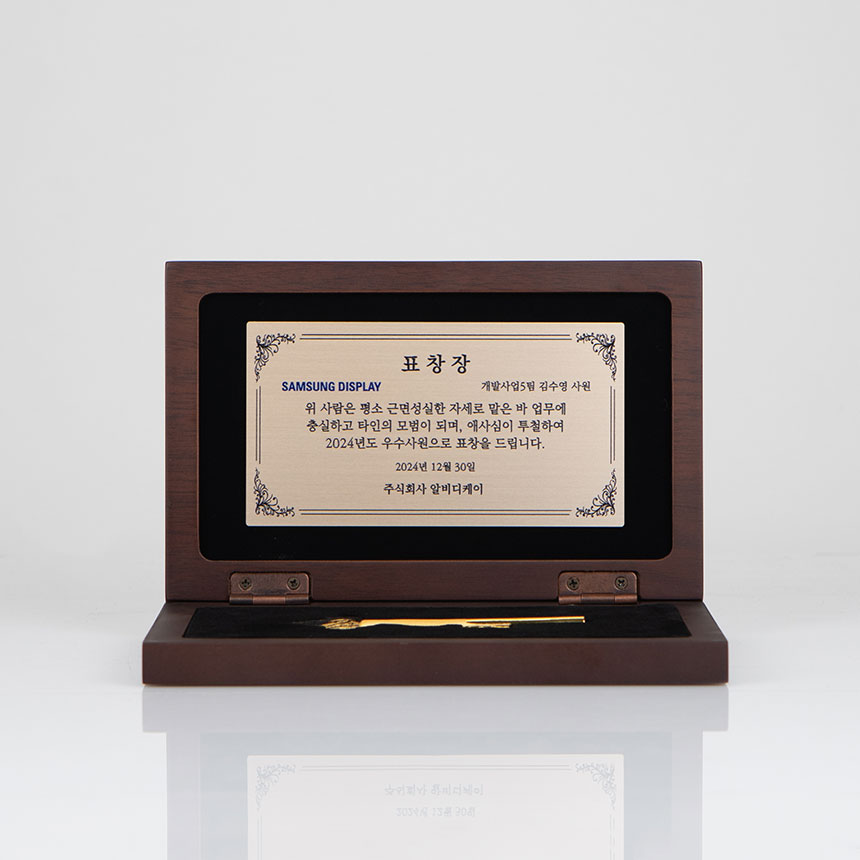 표창장
SAMSUNG DISPLAY 개발사업5팀 김수영 사원
위 사람은 평소 근면성실한 자세로 맡은 바 업무에
충실하고 타인의 모범이 되며, 애사심이 투철하여
2024년도 우수사원으로 표창을 드립니다.
2024년 12월 30일
주식회사 알비디케이